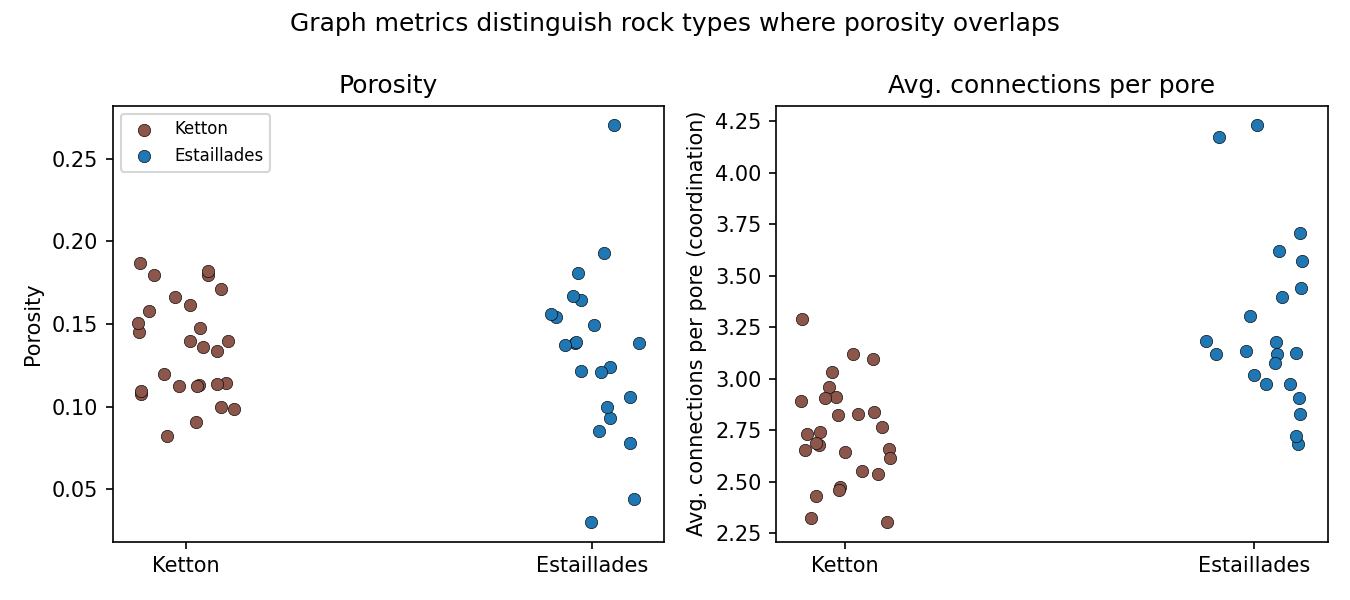 Graph metrics distinguish rock types where porosity overlaps
Porosity
Ketton
Estaillades
Porosity
0.25
0.20
0.15
0.10
0.05
Ketton
Estaillades
Avg. connections per pore
Avg. connections per pore (coordination)
4.25
4.00
3.75
3.50
3.25
3.00
2.75
2.50
2.25
Ketton
Estaillades